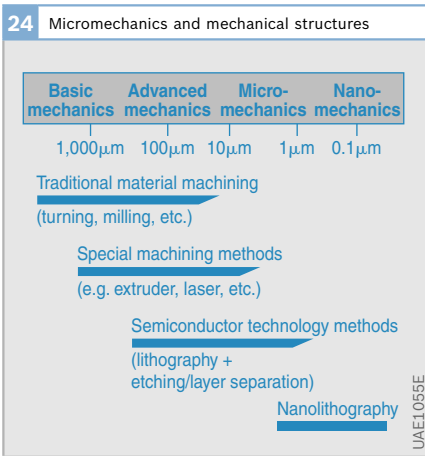 24 Micromechanics and mechanical structures
Basic Advanced Micro- Nano-
mechanics mechanics mechanics mechanics
1,000μm 100μm 10μm 1μm 0.1μm
Traditional material machining
(turning, milling, etc.)
Special machining methods
(e.g. extruder, laser, etc.)
Semiconductor technology methods
(lithography +
etching/layer separation)
Nanolithography
UAE1055E